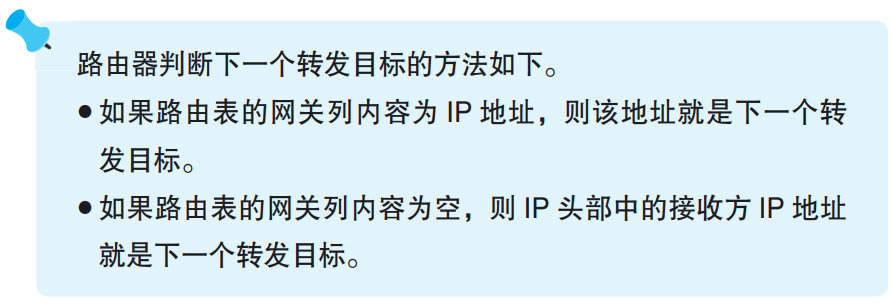 路由器判断下一个转发目标的方法如下。
●如果路由表的网关列内容为 IP 地址，则该地址就是下一个转
发目标。
●如果路由表的网关列内容为空，则 IP 头部中的接收方 IP 地址
就是下一个转发目标。